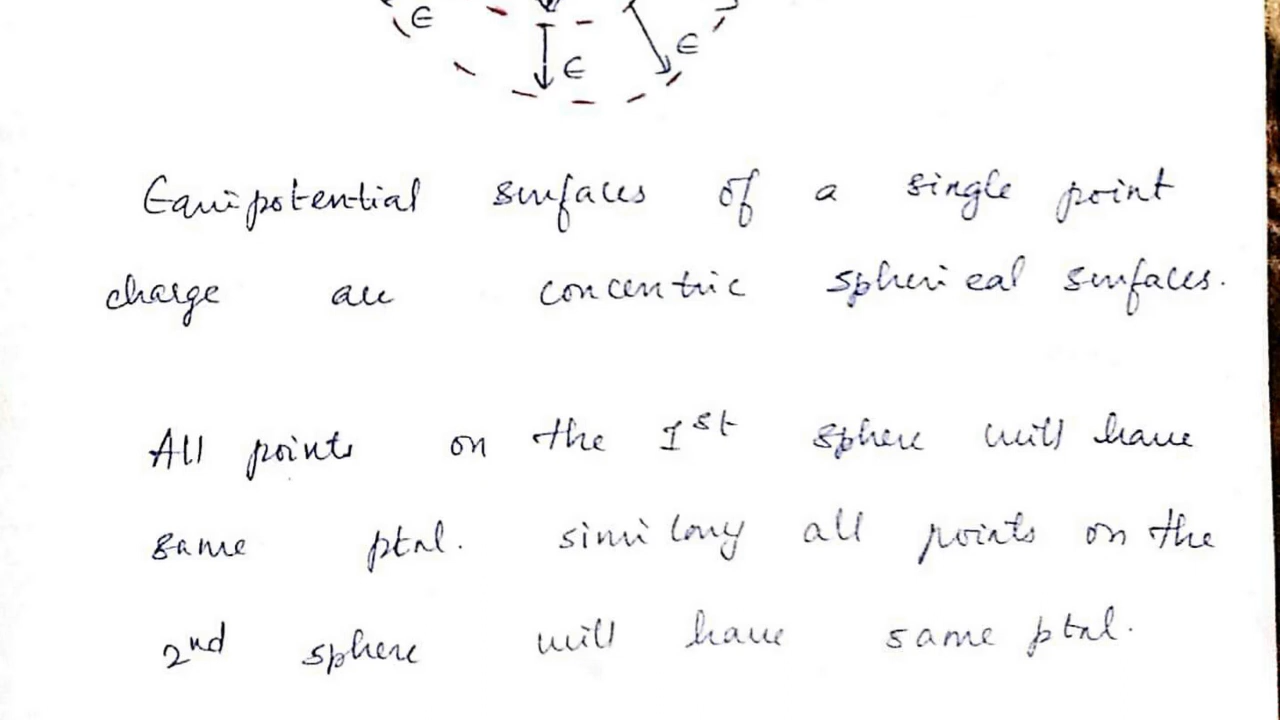 E
E
E
Equipotential surfaces of a single point
charge are concentric spherical surfaces.
All points on the 1st sphere will have
same ptnl. similarly all points on the
2nd sphere will have same ptnl.